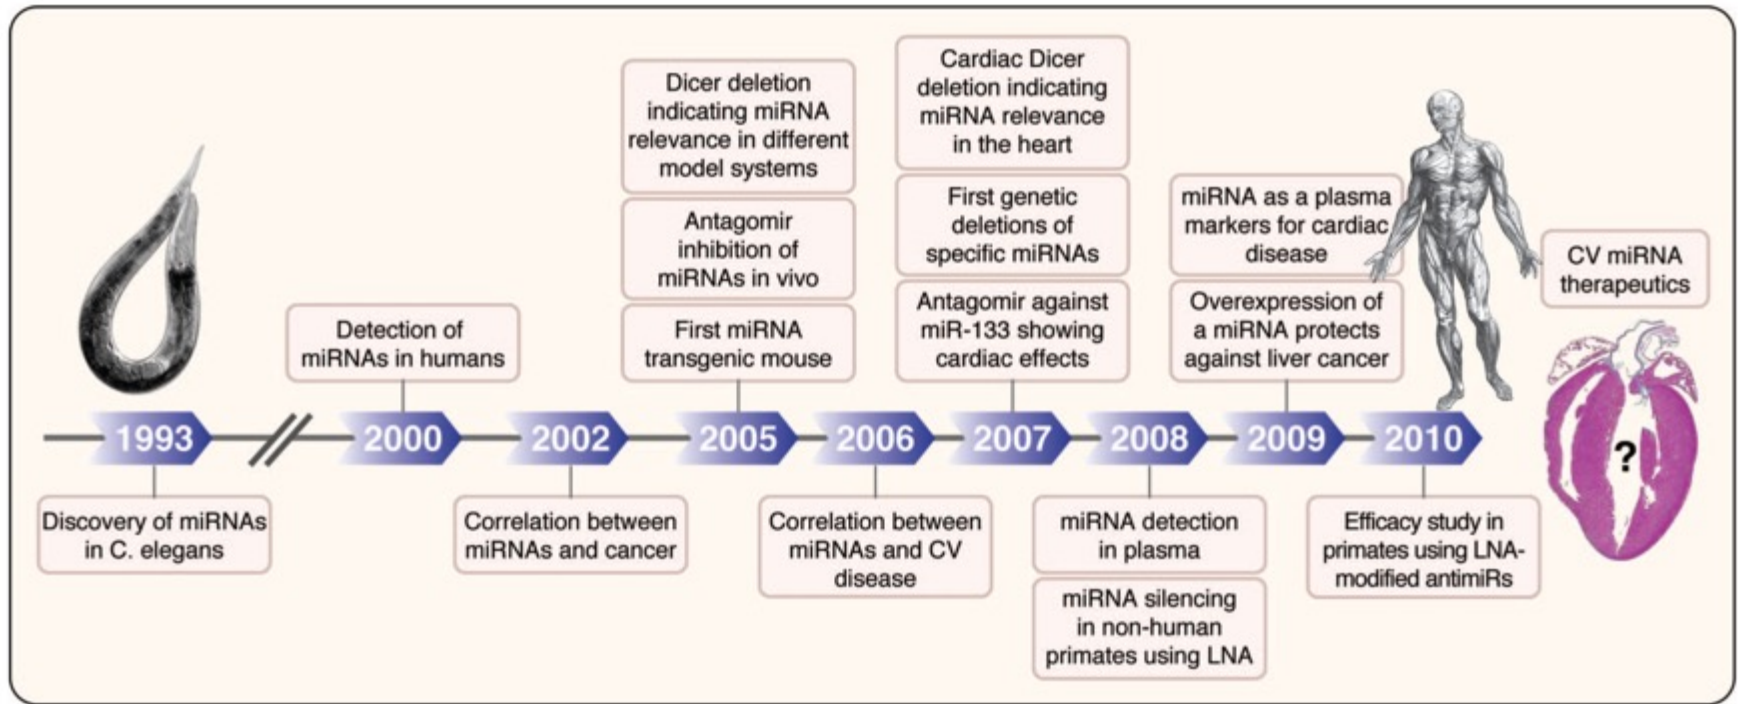 Dicer deletion
indicating miRNA
relevance in different
model systems
Antagomir
inhibition of
miRNAs in vivo
First miRNA
transgenic mouse
Cardiac Dicer
deletion indicating
miRNA relevance
in the heart
First genetic
deletions of
specific miRNAs
Antagomir against
miR-133 showing
cardiac effects
miRNA as a plasma
markers for cardiac
disease
Overexpression of
a miRNA protects
against liver cancer
CV miRNA
therapeutics
Detection of
miRNAs in humans
1993
2000
2002
2005
2006
2007
2008
2009
2010
?
Discovery of miRNAs
in C. elegans
Correlation between
miRNAs and cancer
Correlation between
miRNAs and CV
disease
miRNA detection
in plasma
miRNA silencing
in non-human
primates using LNA
Efficacy study in
primates using LNA-
modified antimiRs